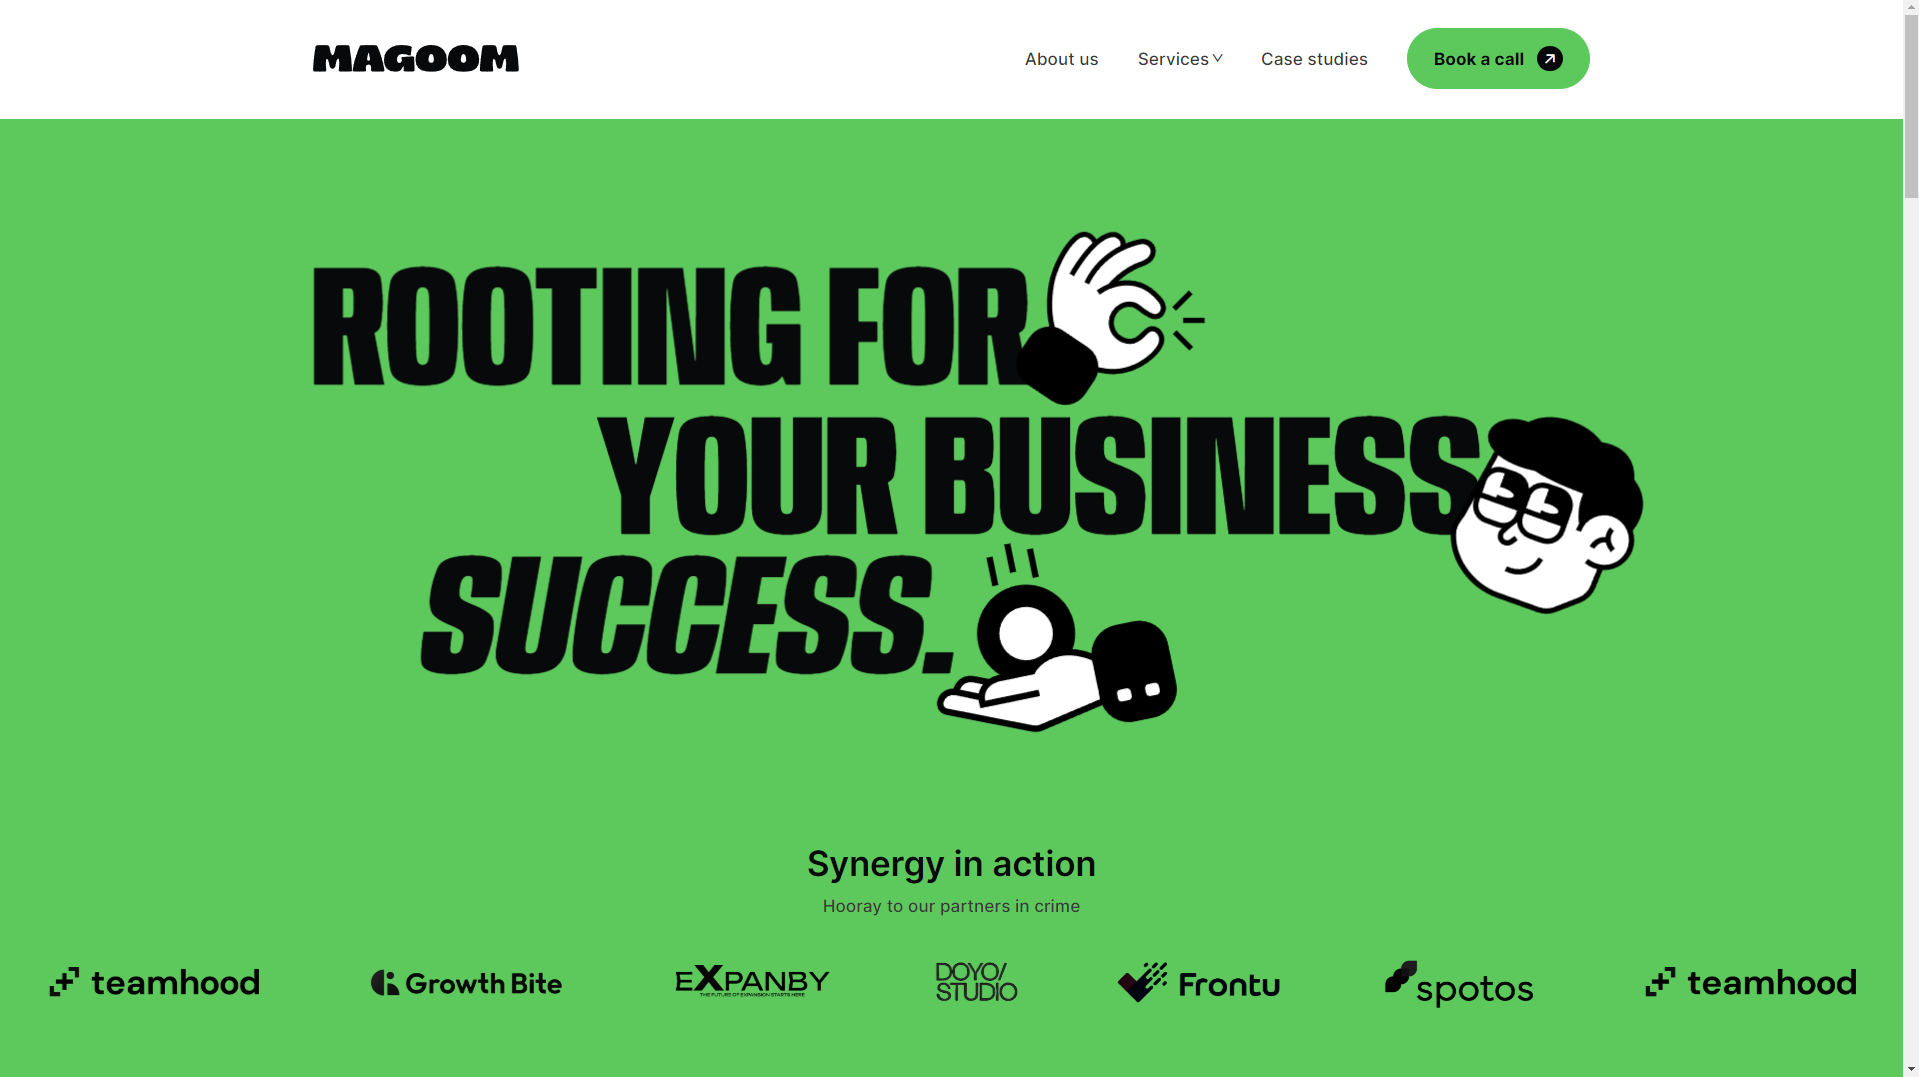 MAGOOM
About us
Services
Case studies
Book a call
ROOTING FOR
YOUR BUSINESS
SUCCESS.
Synergy in action
Hooray to our partners in crime
teamhood
Growth Bite
EXPANBY
THE FUTURE OF EXPANSION STARTS HERE
DOYO/
STUDIO
Frontu
spotos
teamhood